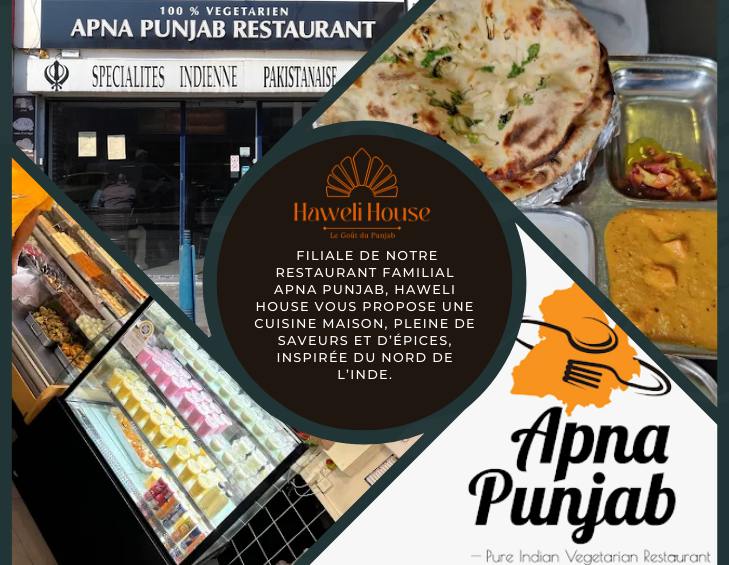 100 % VEGETARIEN
APNA PUNJAB RESTAURANT
SPECIALITES INDIENNE PAKISTANAISE
Haweli House
Le Goût du Punjab
FILIALE DE NOTRE
RESTAURANT FAMILIAL
APNA PUNJAB, HAWELI
HOUSE VOUS PROPOSE UNE
CUISINE MAISON, PLEINE DE
SAVEURS ET D'ÉPICES,
INSPIRÉE DU NORD DE
L'INDE.
Apna
Punjab
— Pure Indian Vegetarian Restaurant